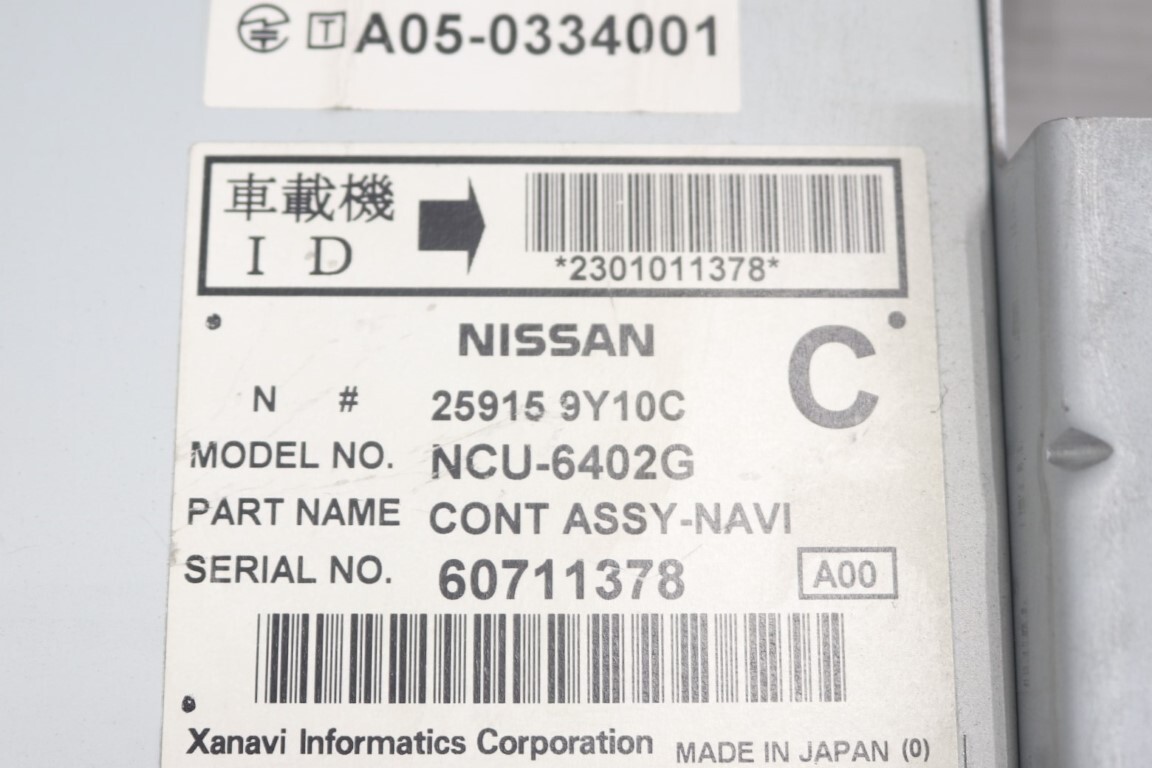 T A05-0334001
車載機
I D
*2301011378*
NISSAN
C
N # 25915 9Y10C
MODEL NO. NCU-6402G
PART NAME CONT ASSY-NAVI
SERIAL NO. 60711378 A00
Xanavi Informatics Corporation MADE IN JAPAN (0)